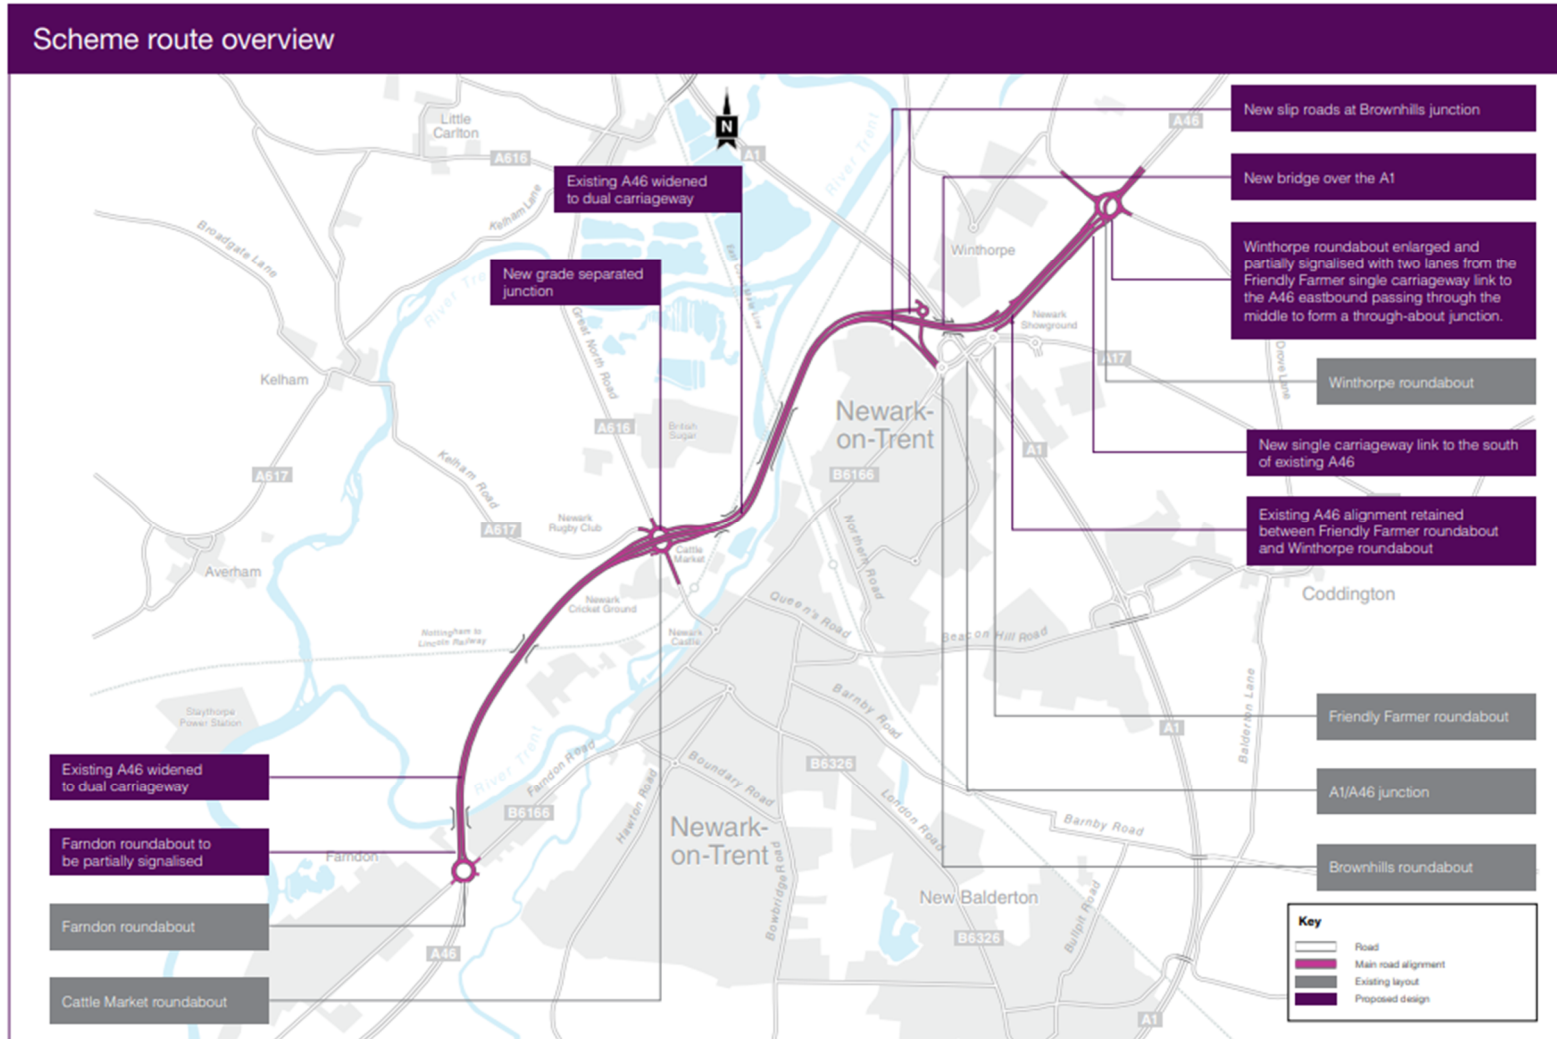 Scheme route overview
Little
Carlton
A616
N
A1
River Trent
A46
New slip roads at Brownhills junction
Existing A46 widened
to dual carriageway
New bridge over the A1
Kelham Lane
Broadgate Lane
Winthorpe
Winthorpe roundabout enlarged and
partially signalised with two lanes from the
Friendly Farmer single carriageway link to
the A46 eastbound passing through the
middle to form a through-about junction.
New grade separated
junction
River Trent
East Coast Main Line
Great North Road
Newark
Showground
A17
Drove Lane
Kelham
Winthorpe roundabout
A616
British
Sugar
Newark-
on-Trent
A1
New single carriageway link to the south
of existing A46
A617
Kelham Road
B6166
Existing A46 alignment retained
between Friendly Farmer roundabout
and Winthorpe roundabout
A617
Newark
Rugby Club
Cattle
Market
Northern Road
Averham
Coddington
Newark
Cricket Ground
Queen's Road
Nottingham to
Lincoln Railway
Newark
Castle
Beacon Hill Road
Staythorpe
Power Station
Barnby Road
Balderton Lane
Friendly Farmer roundabout
A1
River Trent
Farndon Road
Existing A46 widened
to dual carriageway
Boundary Road
B6326
A1/A46 junction
Hawton Road
B6166
London Road
Barnby Road
Farndon roundabout to
be partially signalised
Farndon
Newark-
on-Trent
Brownhills roundabout
Bowbridge Road
New Balderton
Bullpit Road
Farndon roundabout
A46
B6326
Key
Road
Main road alignment
Existing layout
Proposed design
Cattle Market roundabout
A1